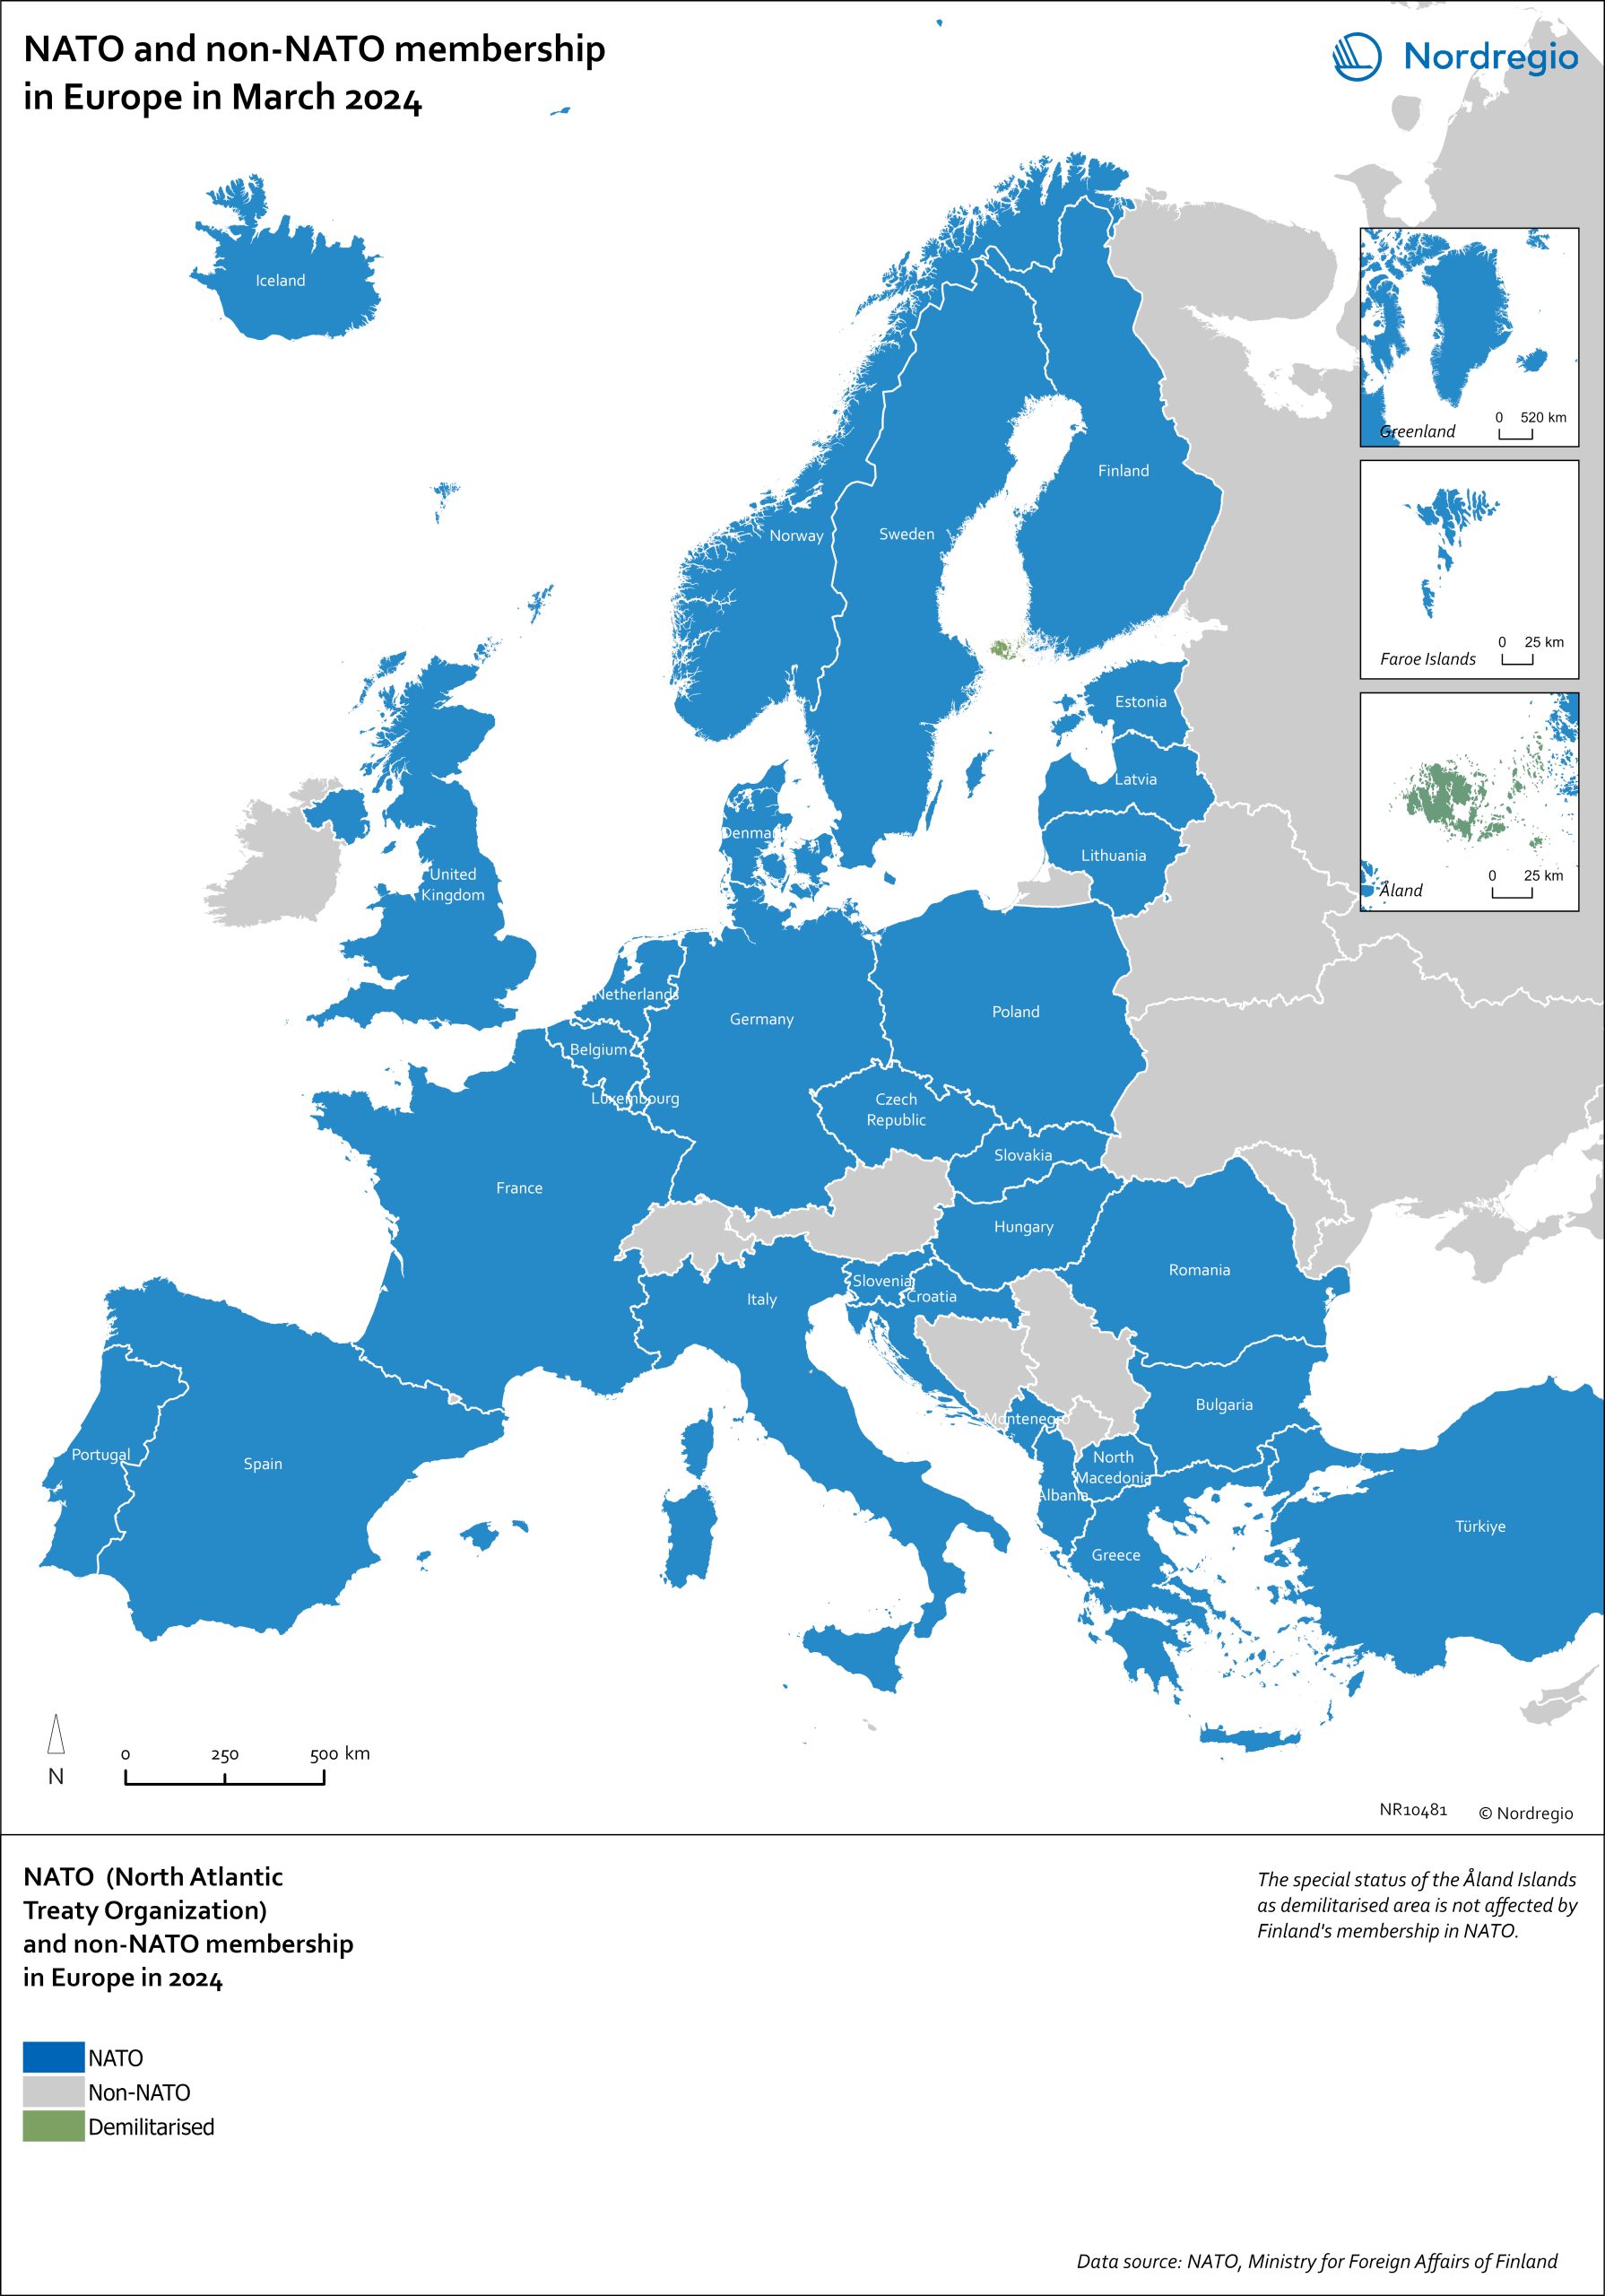 NATO and non-NATO membership
in Europe in March 2024
Nordregio
Iceland
Greenland
0 520 km
Finland
Norway
Sweden
Faroe Islands
0 25 km
Estonia
Latvia
Denmark
Lithuania
United
Kingdom
Åland
0 25 km
Netherlands
Germany
Poland
Belgium
Luxembourg
Czech
Republic
Slovakia
France
Hungary
Romania
Slovenia
Croatia
Italy
Bulgaria
Montenegro
Portugal
Spain
North
Macedonia
Albania
Türkiye
Greece
0 250 500 km
N
NR10481 © Nordregio
NATO (North Atlantic
Treaty Organization)
and non-NATO membership
in Europe in 2024
The special status of the Åland Islands
as demilitarised area is not affected by
Finland's membership in NATO.
NATO
Non-NATO
Demilitarised
Data source: NATO, Ministry for Foreign Affairs of Finland